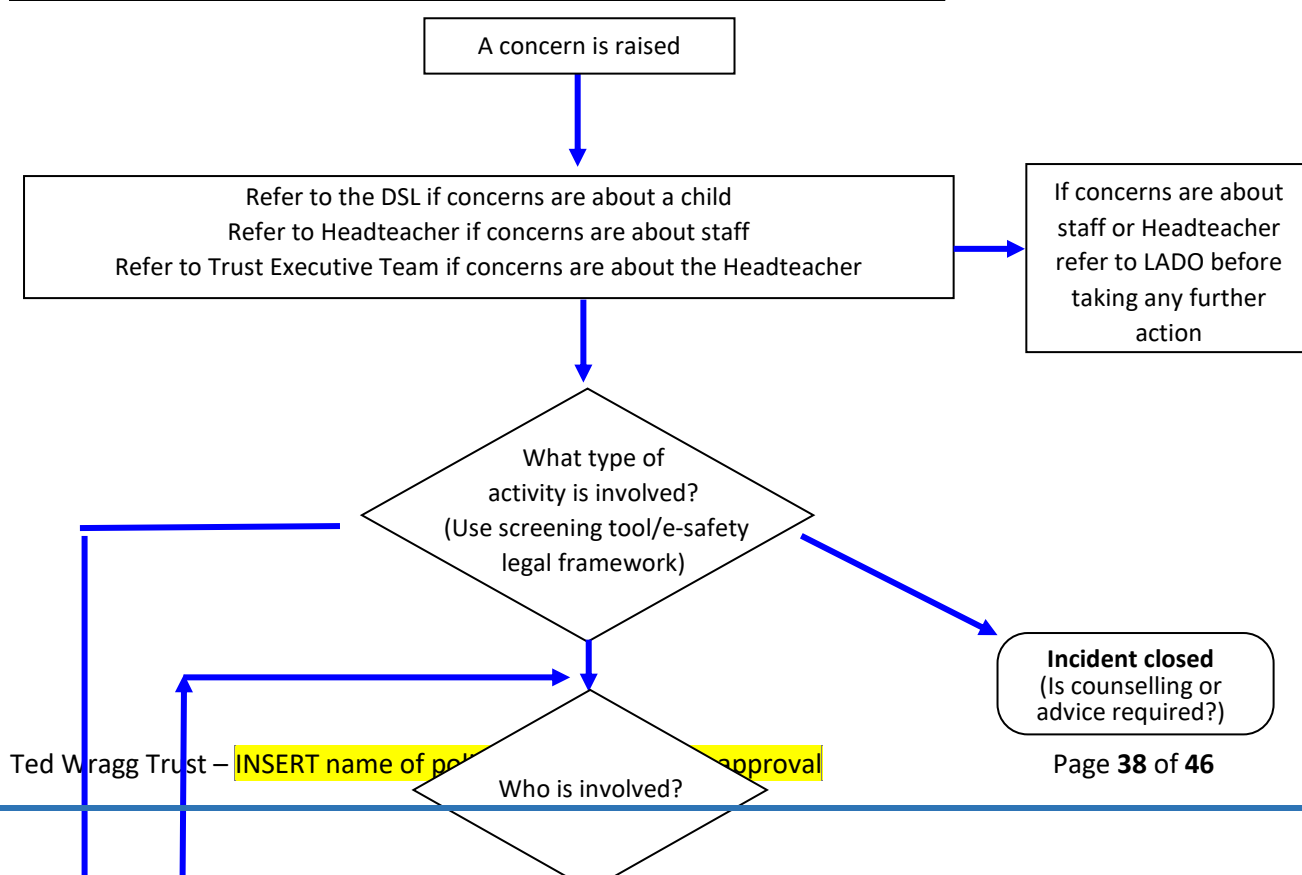 A concern is raised
Refer to the DSL if concerns are about a child
Refer to Headteacher if concerns are about staff
Refer to Trust Executive Team if concerns are about the Headteacher
If concerns are about
staff or Headteacher
refer to LADO before
taking any further
action
What type of
activity is involved?
(Use screening tool/e-safety
legal framework)
Incident closed
(Is counselling or
advice required?)
Ted Wragg Trust – INSERT name of approval
Page 38 of 46
Who is involved?